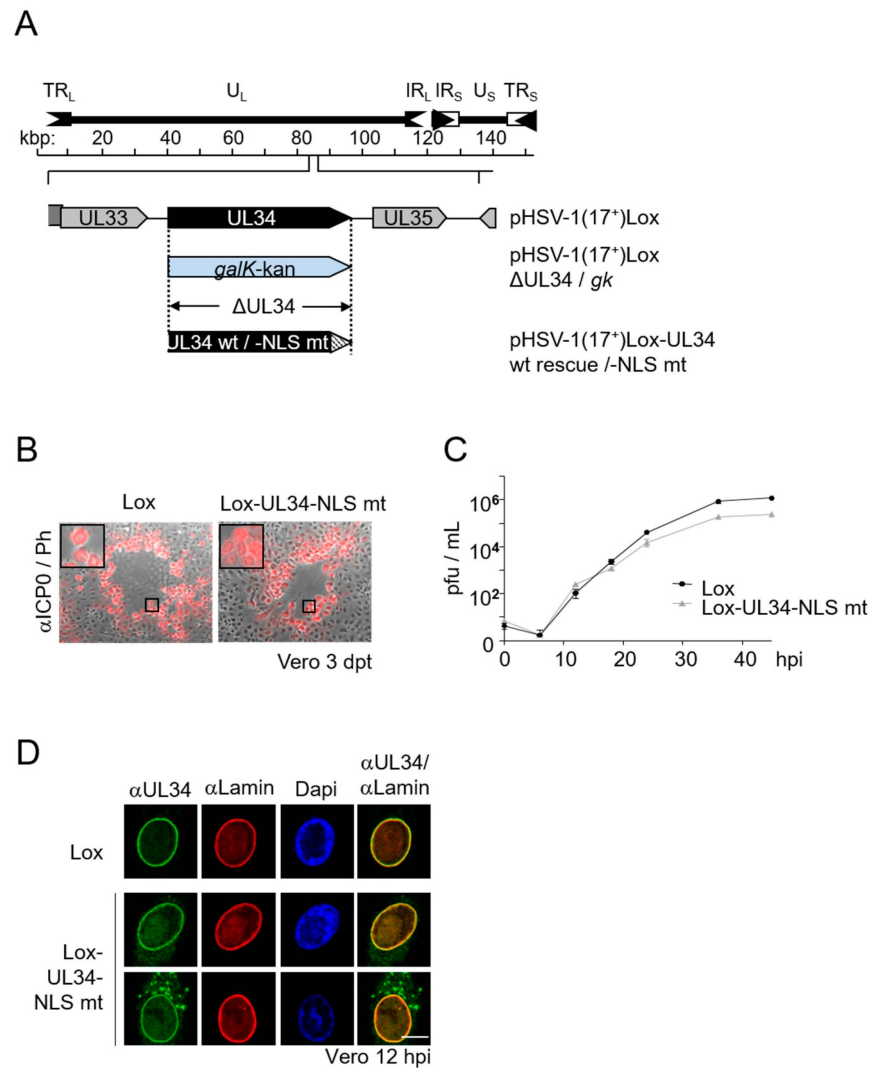 A
TRL UL IRL IRS US TRS
kbp: 20 40 60 80 100 120 140
UL33 UL34 UL35 pHSV-1(17+)Lox
galK-kan pHSV-1(17+)Lox
ΔUL34 / gk
ΔUL34
UL34 wt / -NLS mt pHSV-1(17+)Lox-UL34
wt rescue /-NLS mt
B
Lox Lox-UL34-NLS mt
αICP0 / Ph
Vero 3 dpt
C
pfu / mL
10⁶
10⁴
10²
0
Lox
Lox-UL34-NLS mt
0 10 20 30 40 hpi
D
αUL34 αLamin Dapi αUL34/
αLamin
Lox
Lox-
UL34-
NLS mt
Vero 12 hpi